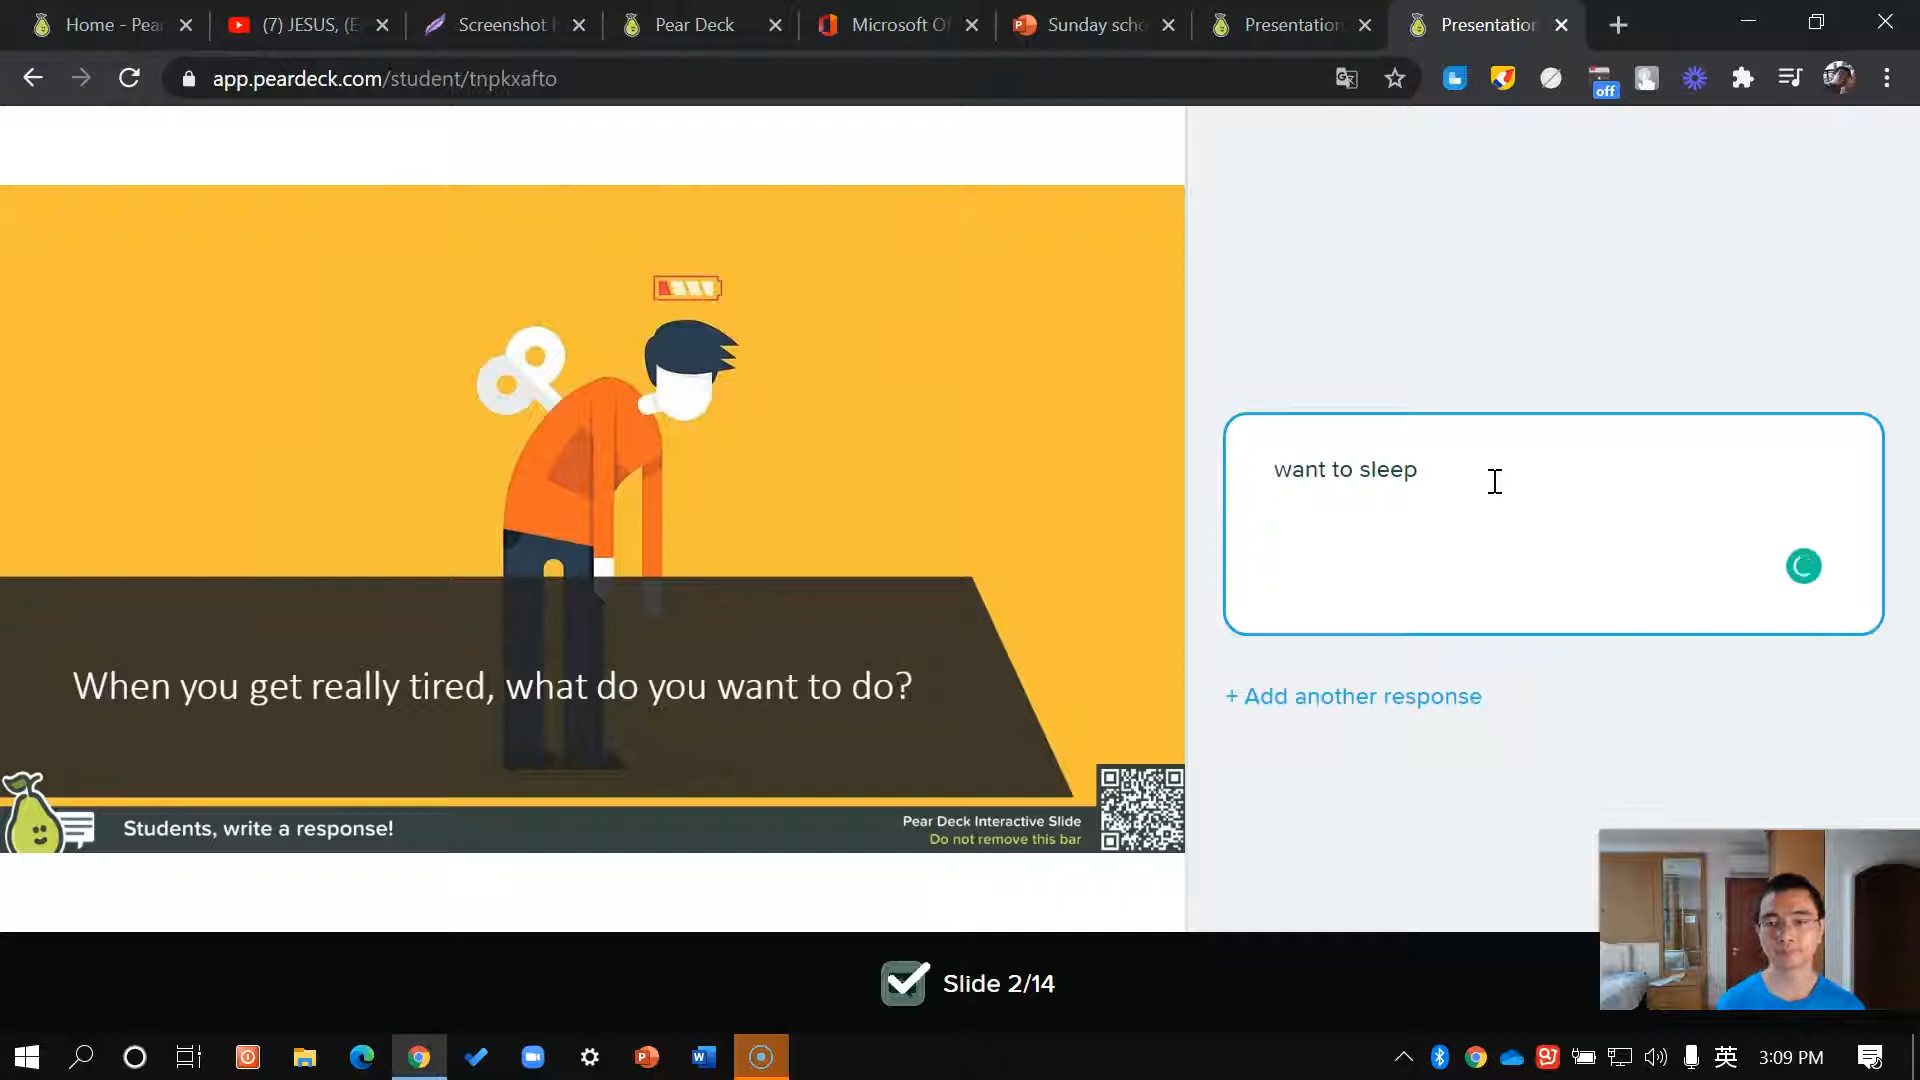 Home - Pea
(7) JESUS, (E
Screenshot
Pear Deck
Microsoft Of
Sunday scho
Presentation
Presentation
app.peardeck.com/student/tnpkxafto
off
want to sleep
+ Add another response
When you get really tired, what do you want to do?
Students, write a response!
Pear Deck Interactive Slide
Do not remove this bar
Slide 2/14
英
3:09 PM